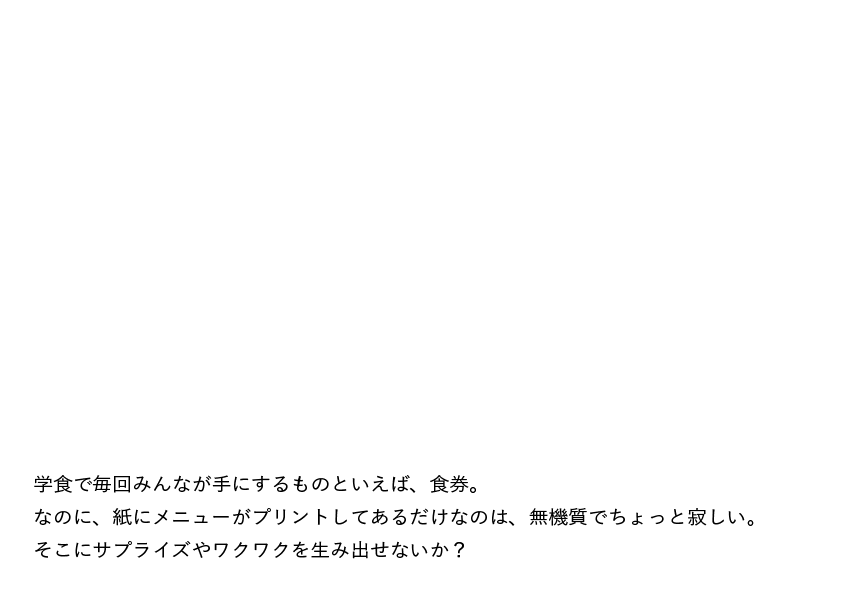 学食で毎回みんなが手にするものといえば、食券。
なのに、紙にメニューがプリントしてあるだけなのは、無機質でちょっと寂しい。
そこにサプライズやワクワクを生み出せないか？